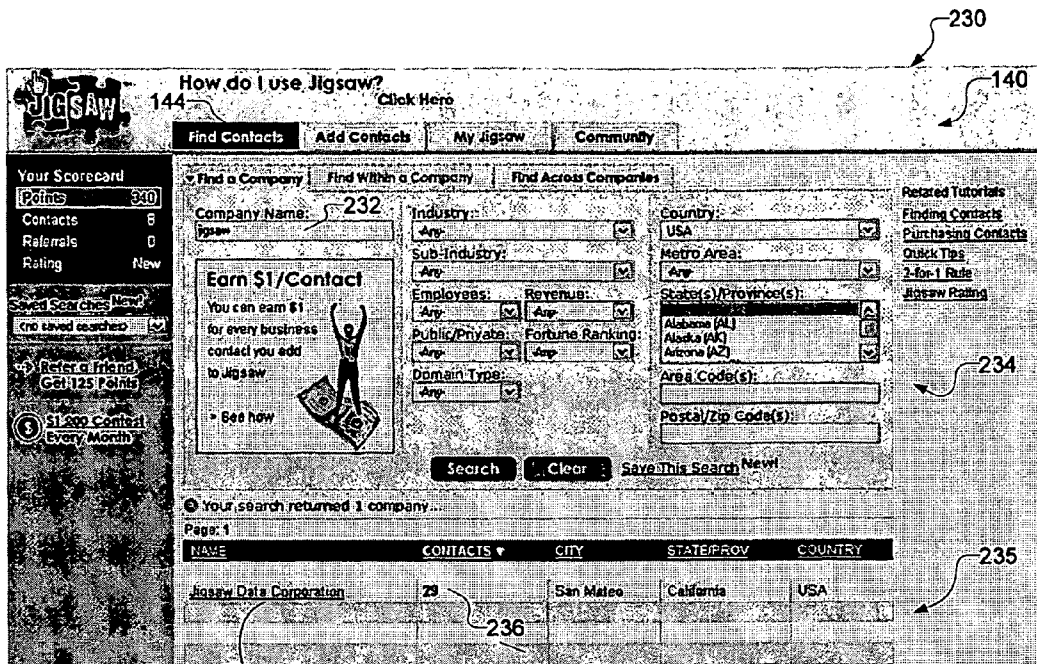 230
140
JIGSAW
How do I use Jigsaw?
Click Here
144
Find Contacts
Add Contacts
My Jigsaw
Community
Your Scorecard
Points 340
Contacts 8
Referrals 0
Rating New
Saved Searches New!
<no saved searches>
Refer a Friend
Get 125 Points
$1,000 Contest
Every Month
Find a Company
Find Within a Company
Find Across Companies
Company Name:
232
jigsaw
Earn $1/Contact
You can earn $1
for every business
contact you add
to Jigsaw
> See how
Industry:
-Any-
Sub-Industry:
-Any-
Employees: Revenue:
-Any- -Any-
Public/Private: Fortune Ranking:
-Any- -Any-
Domain Type:
-Any-
Country:
USA
Metro Area:
-Any-
State(s)/Province(s):
Alabama (AL)
Alaska (AK)
Arizona (AZ)
Area Code(s):
234
Postal/Zip Code(s):
Search
Clear
Save This Search New!
Related Tutorials
Finding Contacts
Purchasing Contacts
Quick Tips
2-for-1 Rule
Jigsaw Rating
Your search returned 1 company...
Page: 1
NAME CONTACTS CITY STATE/PROV COUNTRY
235
Jigsaw Data Corporation 29 San Mateo California USA
236